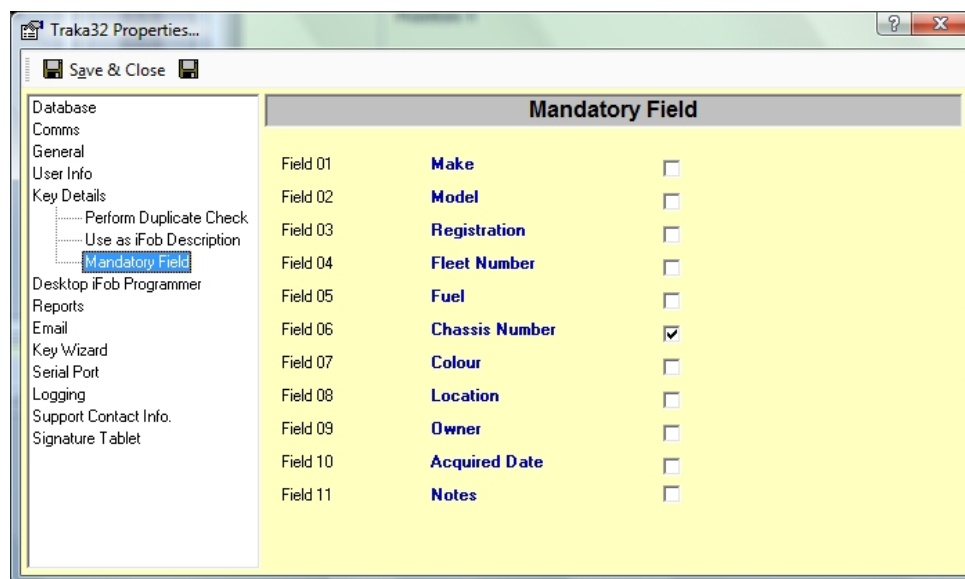 Traka32 Properties...
Save & Close
Database
Comms
General
User Info
Key Details
Perform Duplicate Check
Use as iFob Description
Mandatory Field
Desktop iFob Programmer
Reports
Email
Key Wizard
Serial Port
Logging
Support Contact Info.
Signature Tablet
Mandatory Field
Field 01 Make
Field 02 Model
Field 03 Registration
Field 04 Fleet Number
Field 05 Fuel
Field 06 Chassis Number
Field 07 Colour
Field 08 Location
Field 09 Owner
Field 10 Acquired Date
Field 11 Notes